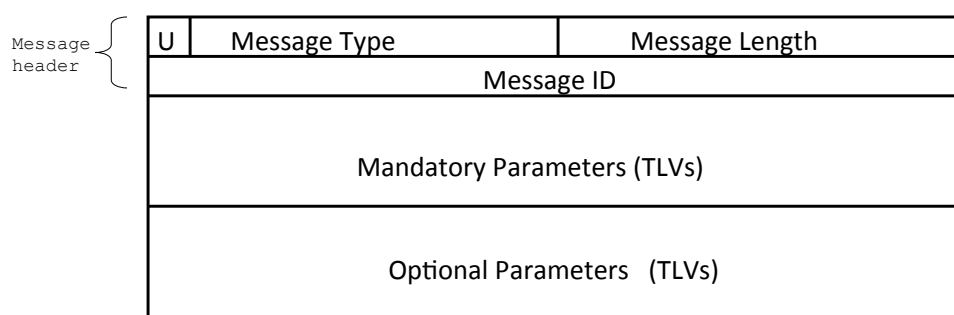 Message
header
U Message Type Message Length
Message ID
Mandatory Parameters (TLVs)
Optional Parameters (TLVs)